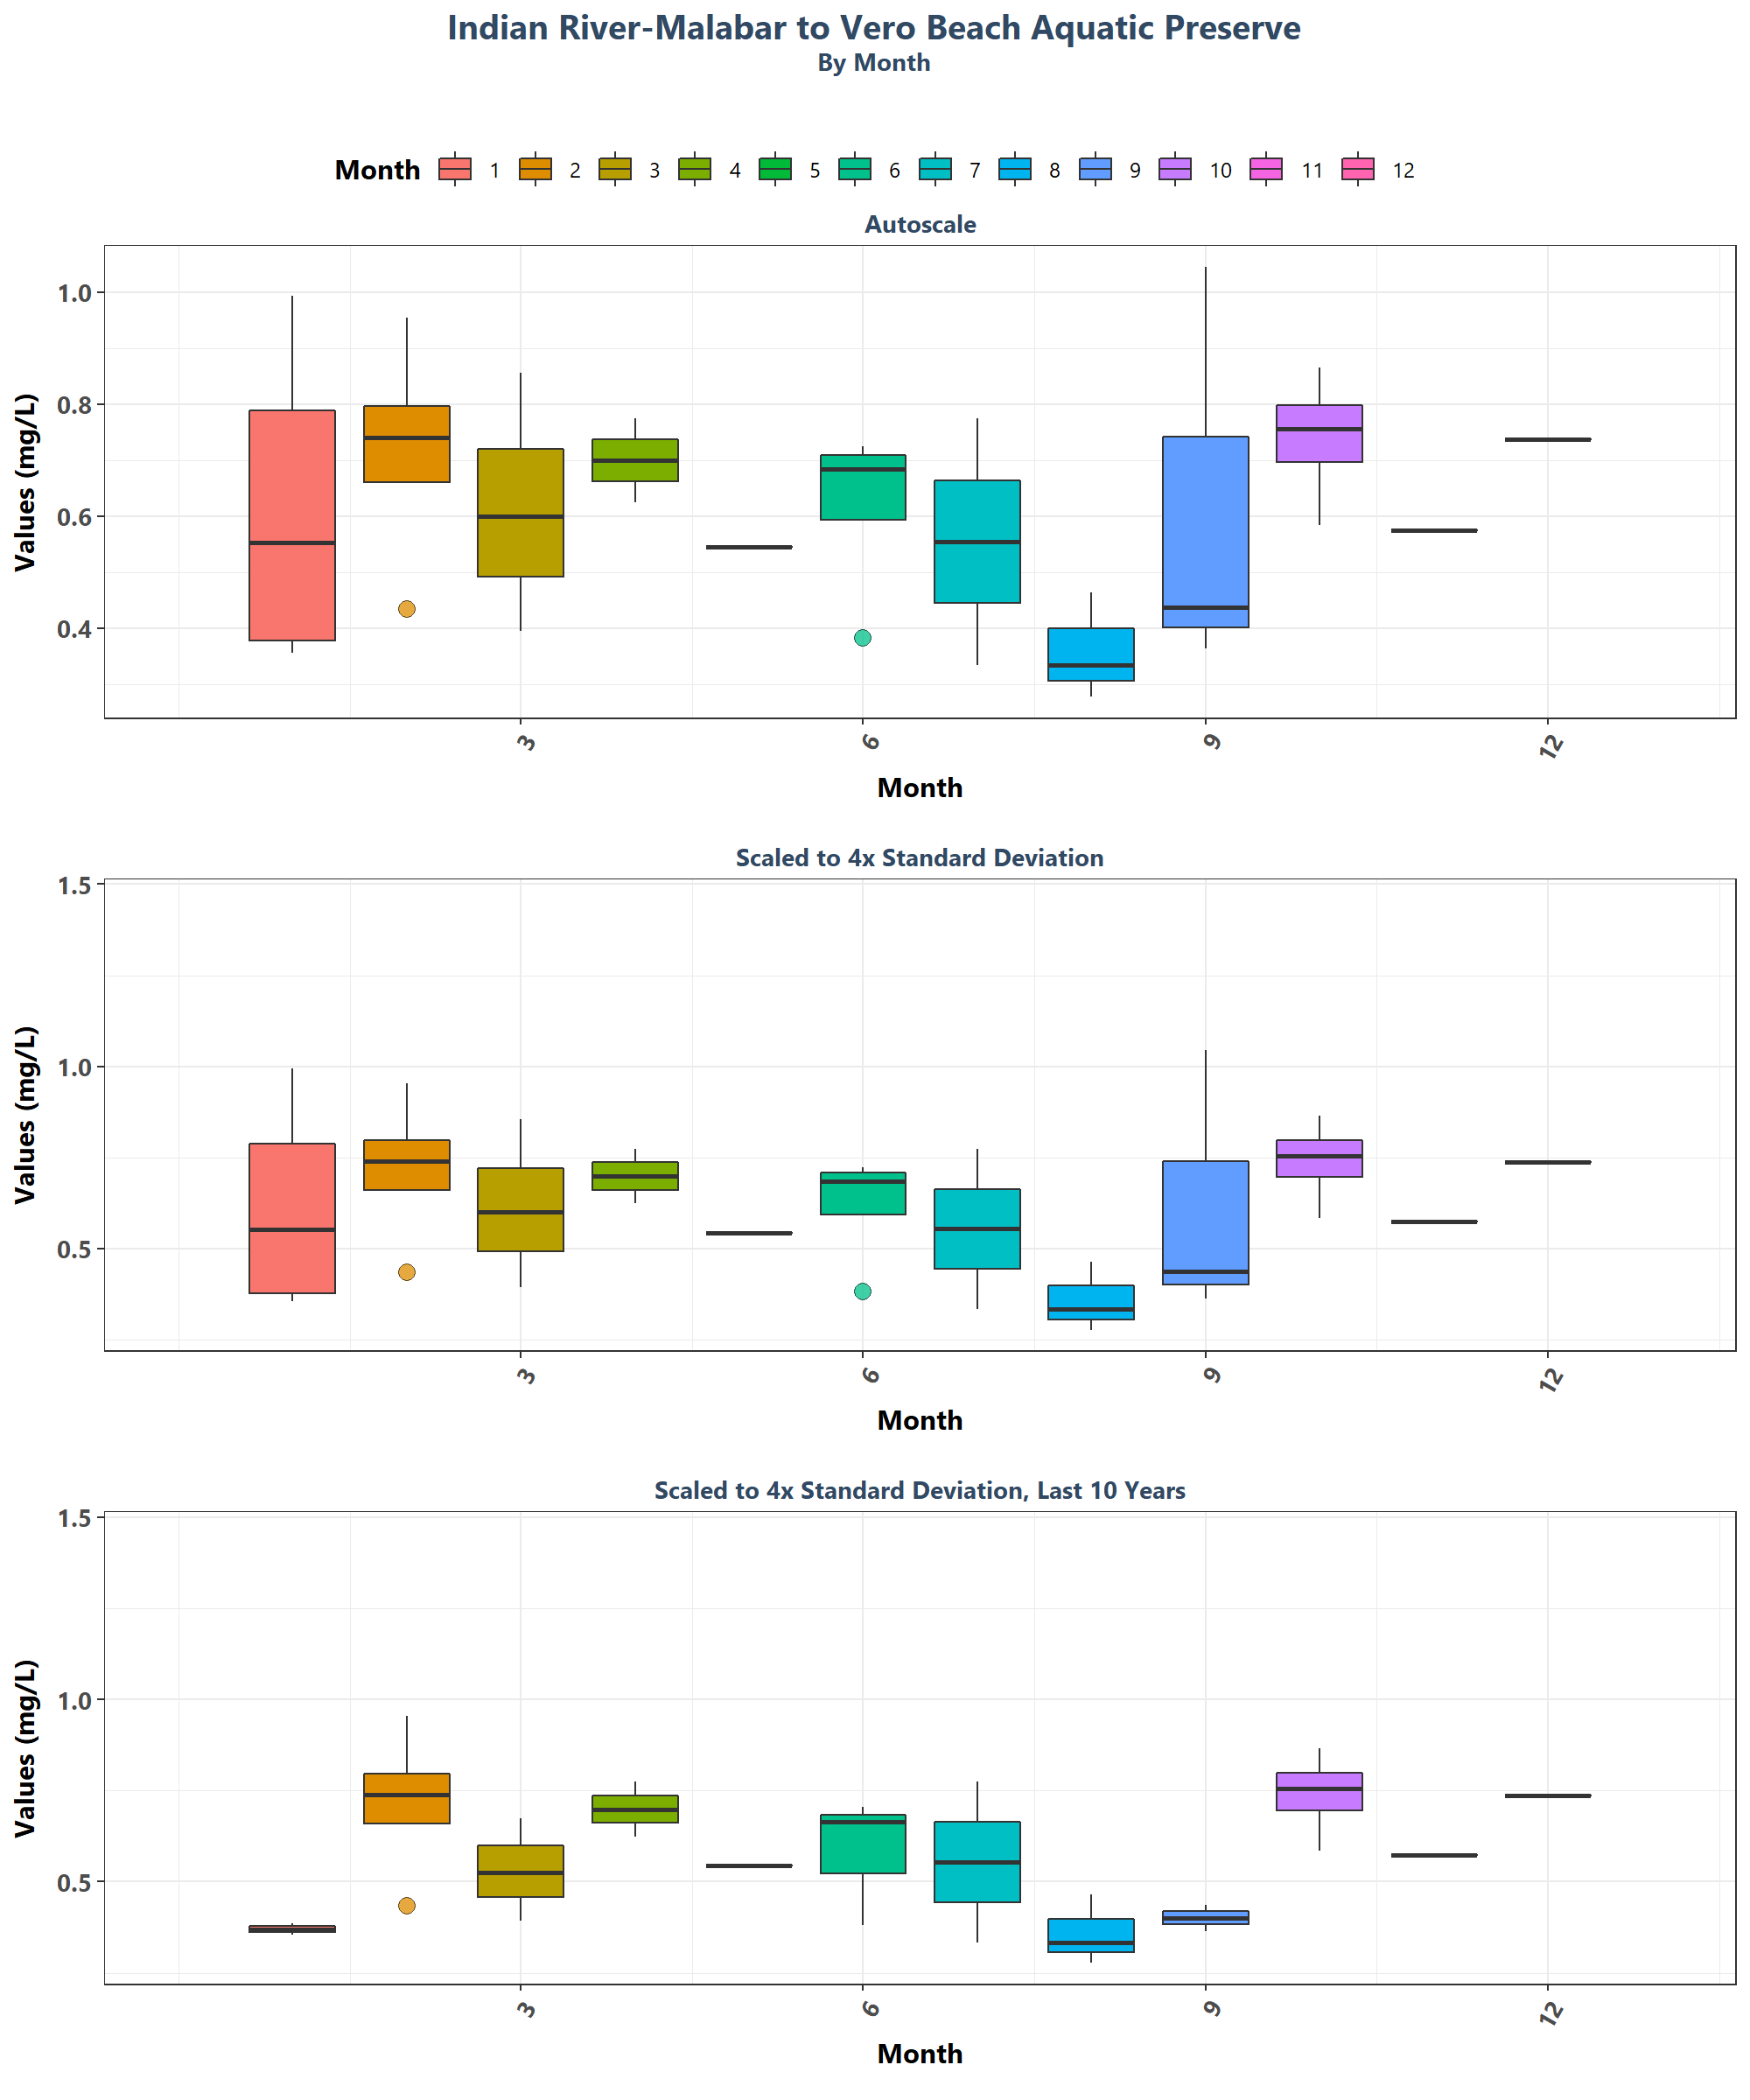 Indian River-Malabar to Vero Beach Aquatic Preserve
By Month
Month 1 2 3 4 5 6 7 8 9 10 11 12
Autoscale
Values (mg/L)
1.0
0.8
0.6
0.4
3 6 9 12
Month
Scaled to 4x Standard Deviation
Values (mg/L)
1.5
1.0
0.5
3 6 9 12
Month
Scaled to 4x Standard Deviation, Last 10 Years
Values (mg/L)
1.5
1.0
0.5
3 6 9 12
Month